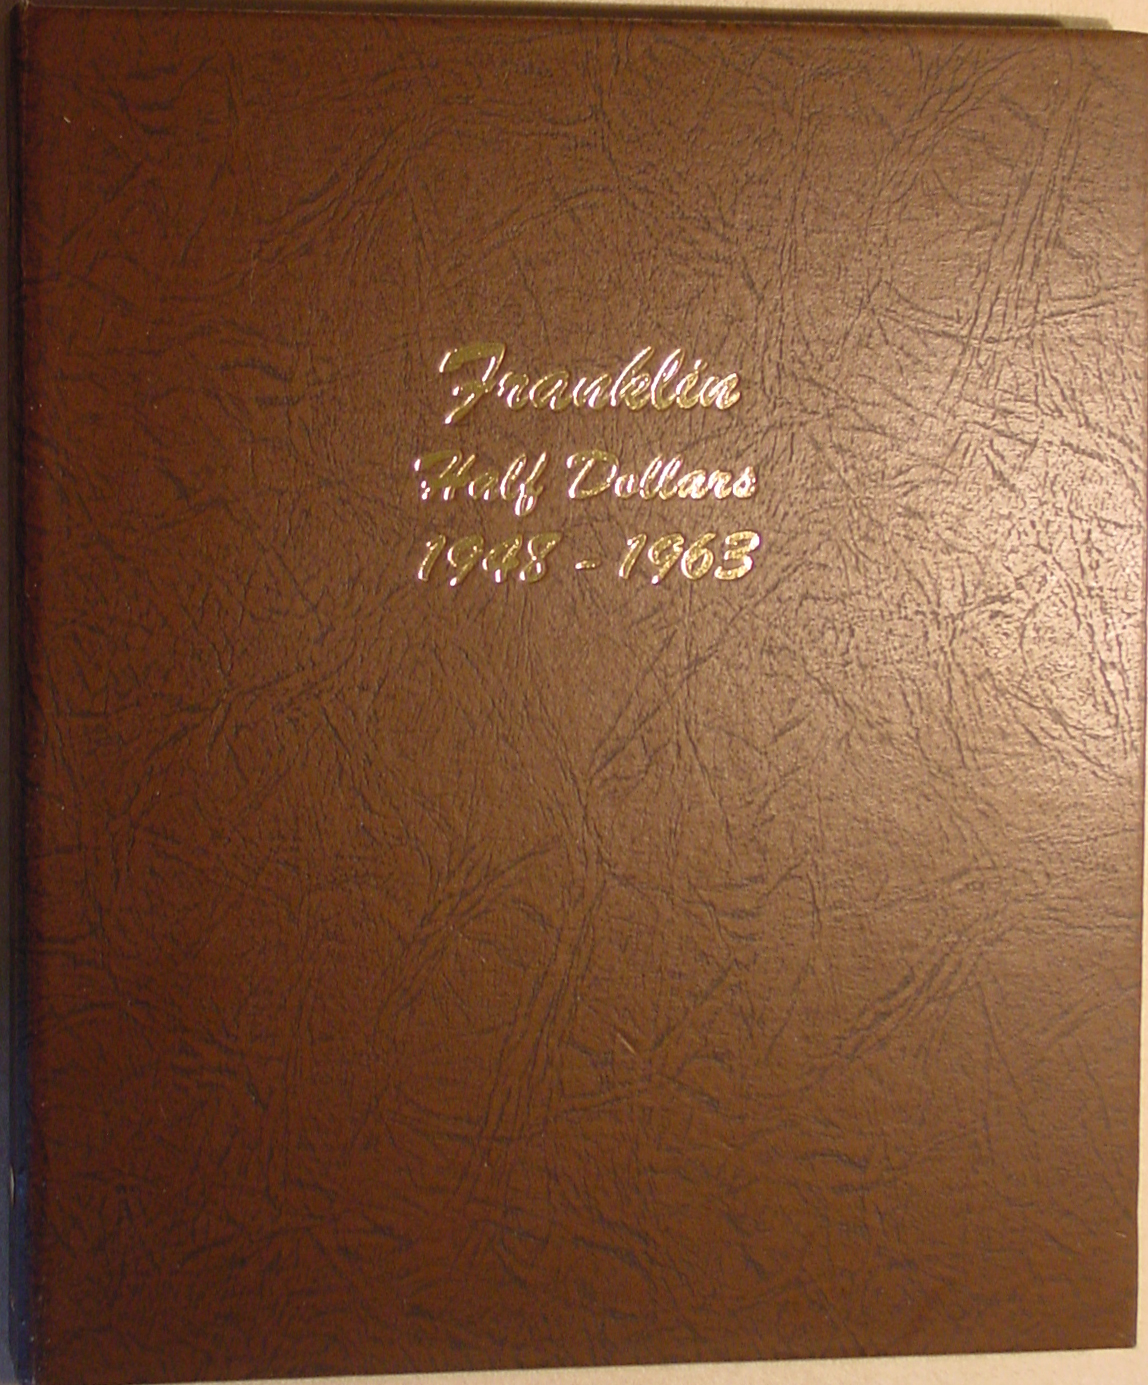 Franklin
Half Dollars
1948 - 1963